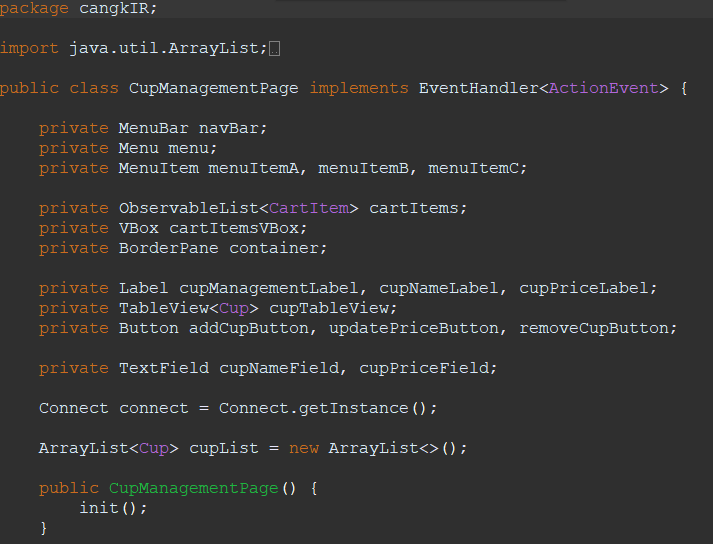 package cangkIR;
import java.util.ArrayList;
public class CupManagementPage implements EventHandler<ActionEvent> {
private MenuBar navBar;
private Menu menu;
private MenuItem menuItemA, menuItemB, menuItemC;
private ObservableList<CartItem> cartItems;
private VBox cartItemsVBox;
private BorderPane container;
private Label cupManagementLabel, cupNameLabel, cupPriceLabel;
private TableView<Cup> cupTableView;
private Button addCupButton, updatePriceButton, removeCupButton;
private TextField cupNameField, cupPriceField;
Connect connect = Connect.getInstance();
ArrayList<Cup> cupList = new ArrayList<>();
public CupManagementPage() {
init();
}